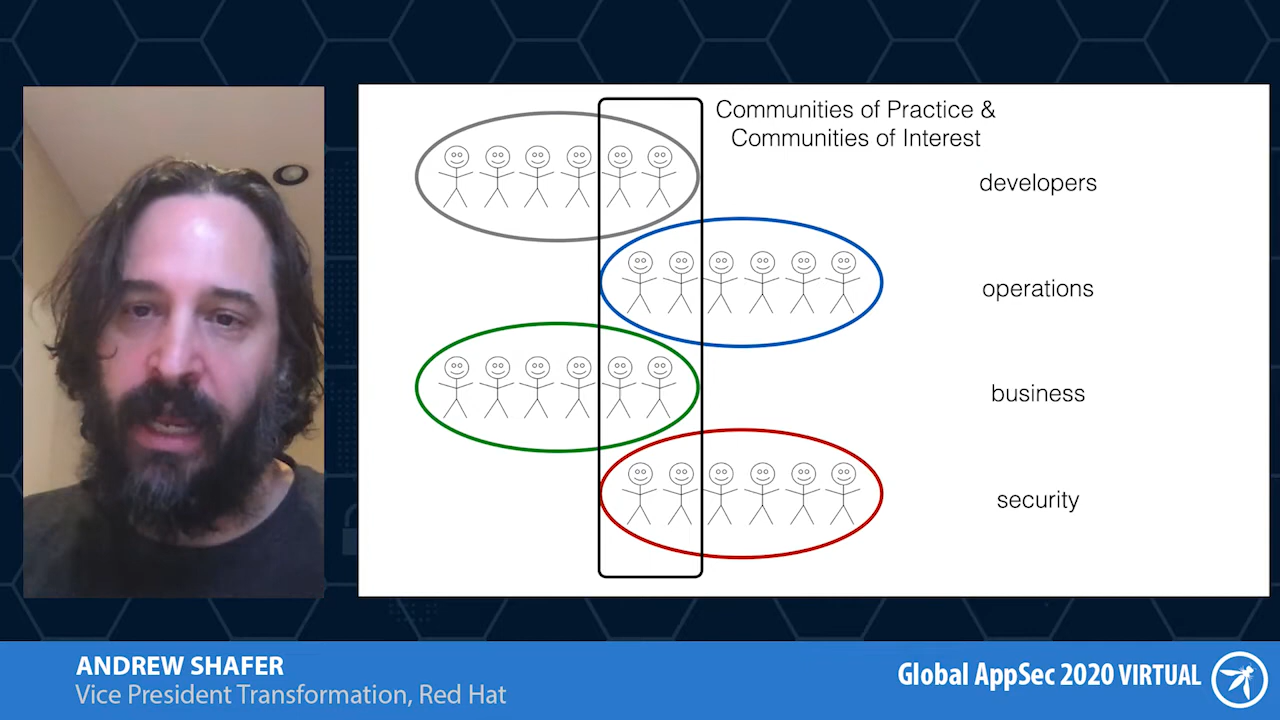 Communities of Practice &
Communities of Interest
developers
operations
business
security
ANDREW SHAFER
Vice President Transformation, Red Hat
Global AppSec 2020 VIRTUAL